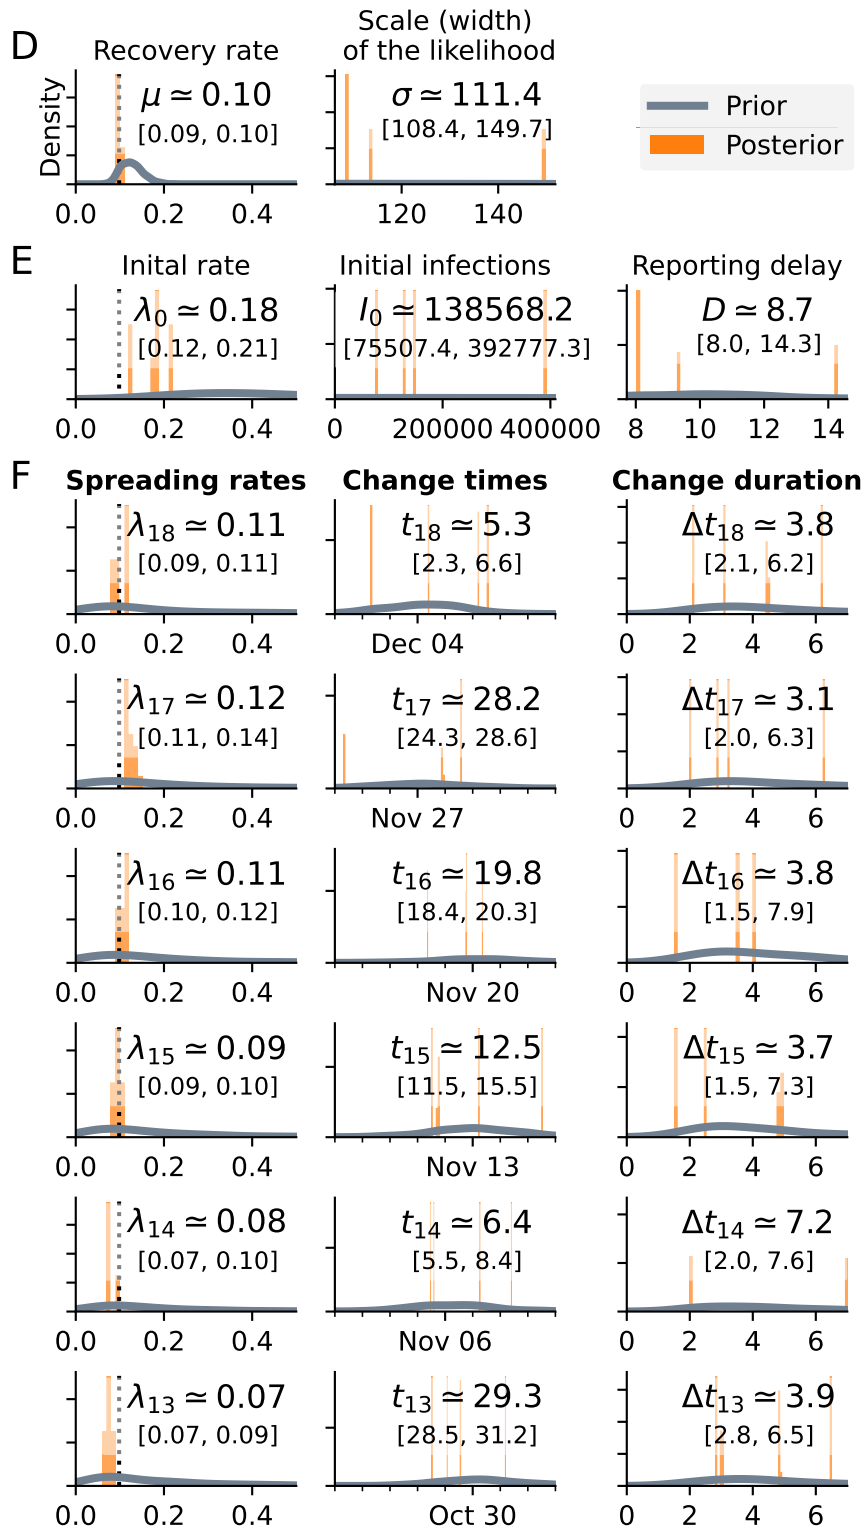 D
Recovery rate
Density
μ ≃ 0.10
[0.09, 0.10]
0.0 0.2 0.4
Scale (width)
of the likelihood
σ ≃ 111.4
[108.4, 149.7]
120 140
Prior
Posterior
E
Inital rate
λ0 ≃ 0.18
[0.12, 0.21]
0.0 0.2 0.4
Initial infections
I0 ≃ 138568.2
[75507.4, 392777.3]
0 200000 400000
Reporting delay
D ≃ 8.7
[8.0, 14.3]
8 10 12 14
F
Spreading rates Change times Change duration
λ18 ≃ 0.11
[0.09, 0.11]
0.0 0.2 0.4
t18 ≃ 5.3
[2.3, 6.6]
Dec 04
Δt18 ≃ 3.8
[2.1, 6.2]
0 2 4 6
λ17 ≃ 0.12
[0.11, 0.14]
0.0 0.2 0.4
t17 ≃ 28.2
[24.3, 28.6]
Nov 27
Δt17 ≃ 3.1
[2.0, 6.3]
0 2 4 6
λ16 ≃ 0.11
[0.10, 0.12]
0.0 0.2 0.4
t16 ≃ 19.8
[18.4, 20.3]
Nov 20
Δt16 ≃ 3.8
[1.5, 7.9]
0 2 4 6
λ15 ≃ 0.09
[0.09, 0.10]
0.0 0.2 0.4
t15 ≃ 12.5
[11.5, 15.5]
Nov 13
Δt15 ≃ 3.7
[1.5, 7.3]
0 2 4 6
λ14 ≃ 0.08
[0.07, 0.10]
0.0 0.2 0.4
t14 ≃ 6.4
[5.5, 8.4]
Nov 06
Δt14 ≃ 7.2
[2.0, 7.6]
0 2 4 6
λ13 ≃ 0.07
[0.07, 0.09]
0.0 0.2 0.4
t13 ≃ 29.3
[28.5, 31.2]
Oct 30
Δt13 ≃ 3.9
[2.8, 6.5]
0 2 4 6